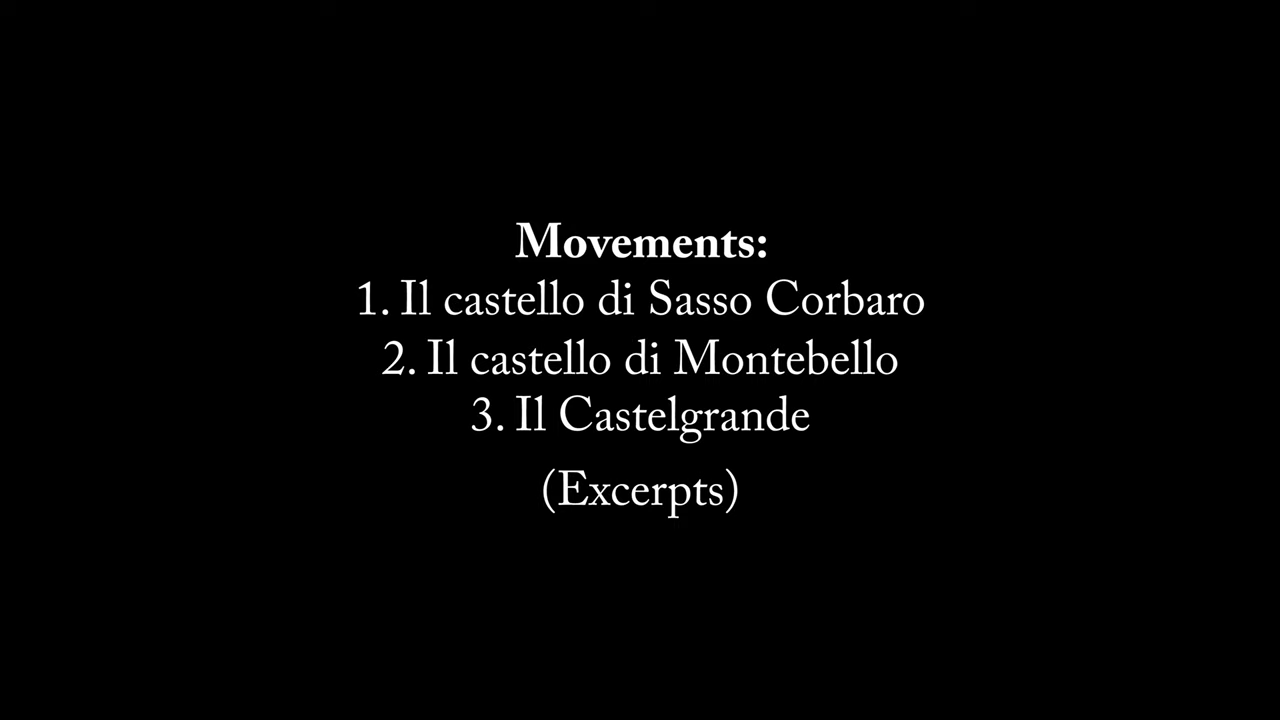 Movements:
1. Il castello di Sasso Corbaro
2. Il castello di Montebello
3. Il Castelgrande
(Excerpts)